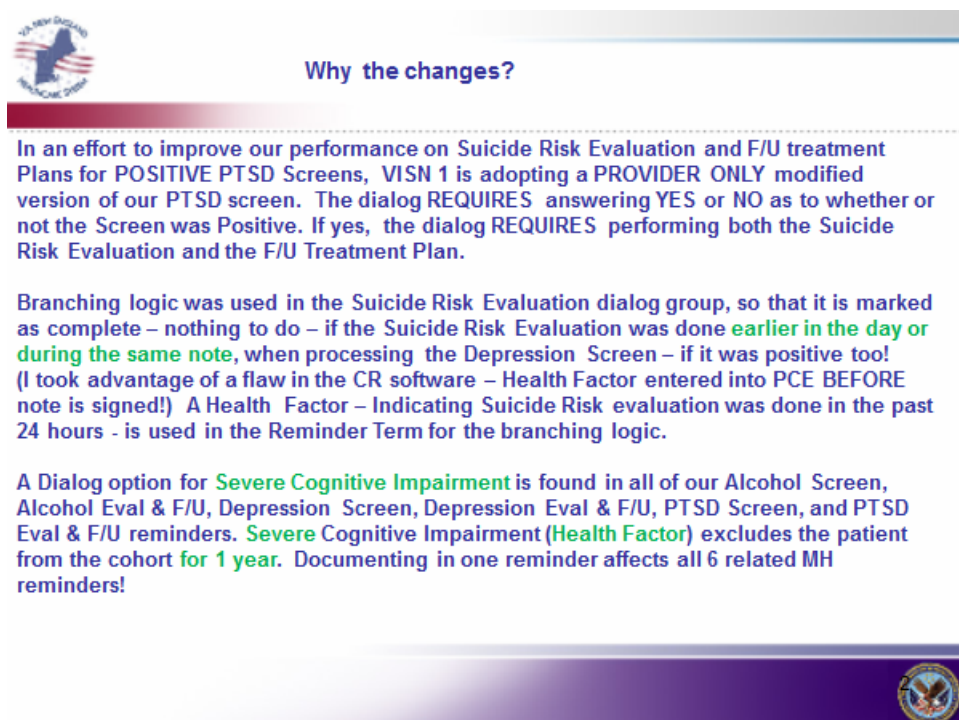 VA NEW ENGLAND
HEALTHCARE SYSTEM
Why the changes?
In an effort to improve our performance on Suicide Risk Evaluation and F/U treatment
Plans for POSITIVE PTSD Screens, VISN 1 is adopting a PROVIDER ONLY modified
version of our PTSD screen. The dialog REQUIRES answering YES or NO as to whether or
not the Screen was Positive. If yes, the dialog REQUIRES performing both the Suicide
Risk Evaluation and the F/U Treatment Plan.
Branching logic was used in the Suicide Risk Evaluation dialog group, so that it is marked
as complete – nothing to do – if the Suicide Risk Evaluation was done earlier in the day or
during the same note, when processing the Depression Screen – if it was positive too!
(I took advantage of a flaw in the CR software – Health Factor entered into PCE BEFORE
note is signed!) A Health Factor – Indicating Suicide Risk evaluation was done in the past
24 hours - is used in the Reminder Term for the branching logic.
A Dialog option for Severe Cognitive Impairment is found in all of our Alcohol Screen,
Alcohol Eval & F/U, Depression Screen, Depression Eval & F/U, PTSD Screen, and PTSD
Eval & F/U reminders. Severe Cognitive Impairment (Health Factor) excludes the patient
from the cohort for 1 year. Documenting in one reminder affects all 6 related MH
reminders!
2